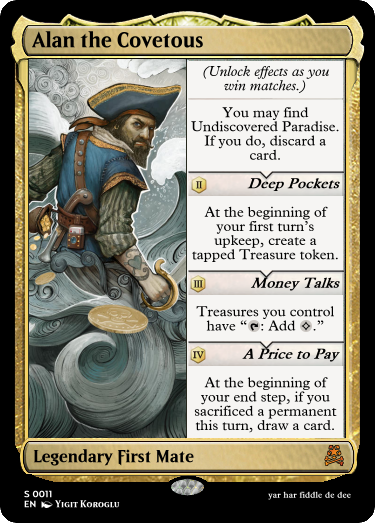 Alan the Covetous
(Unlock effects as you
win matches.)
You may find
Undiscovered Paradise.
If you do, discard a
card.
II Deep Pockets
At the beginning of
your first turn's
upkeep, create a
tapped Treasure token.
III Money Talks
Treasures you control
have “: Add .”
IV A Price to Pay
At the beginning of
your end step, if you
sacrificed a permanent
this turn, draw a card.
Legendary First Mate
S 0011
EN Yigit Koroglu
yar har fiddle de dee